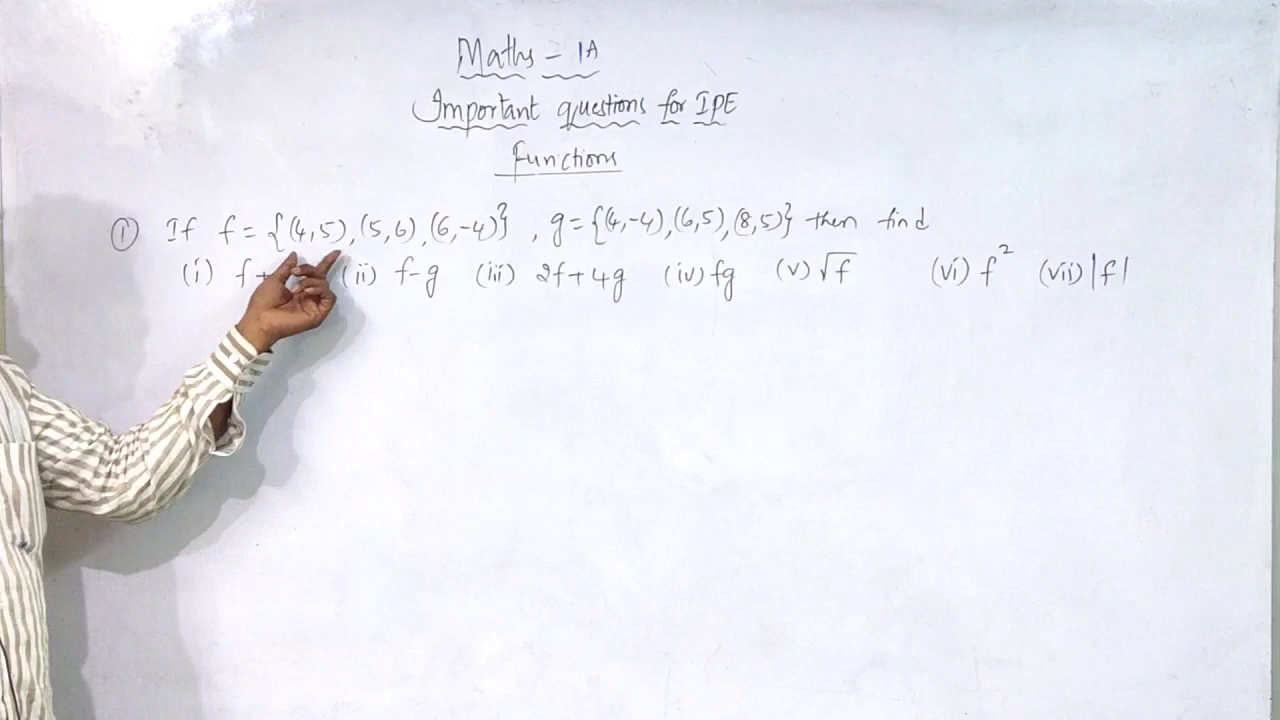 Maths - 1A
Important questions for IPE
Functions
① If f = {(4,5),(5,6),(6,-4)} , g={(4,-4),(6,5),(8,5)} then find
(i) f+ (ii) f-g (iii) 2f+4g (iv) fg (v) √f (vi) f² (vii) |f|